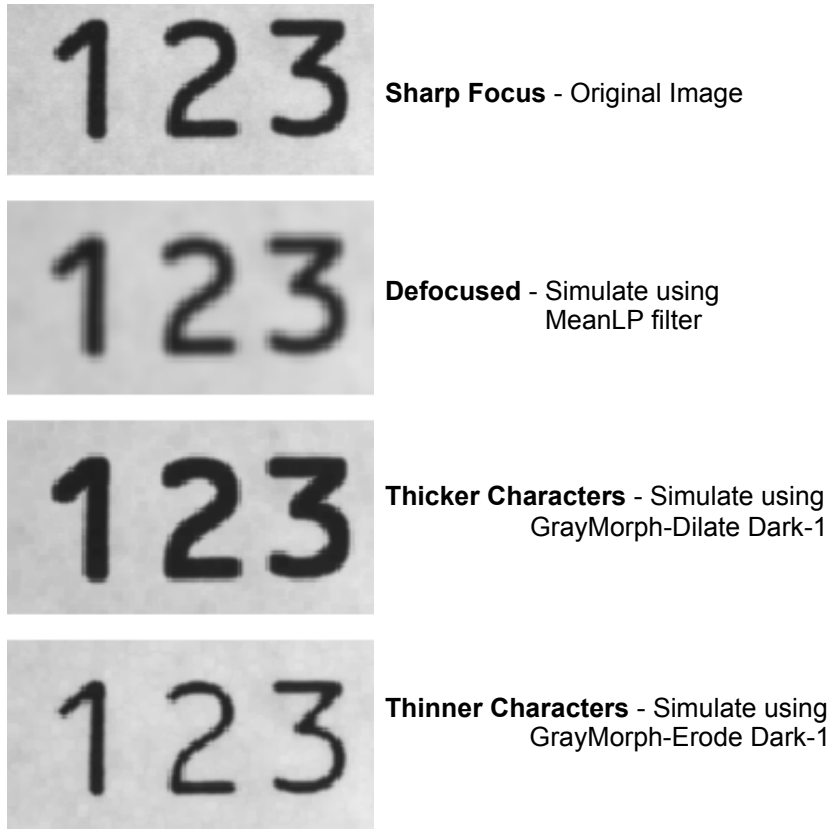 123
Sharp Focus - Original Image
123
Defocused - Simulate using
MeanLP filter
123
Thicker Characters - Simulate using
GrayMorph-Dilate Dark-1
123
Thinner Characters - Simulate using
GrayMorph-Erode Dark-1